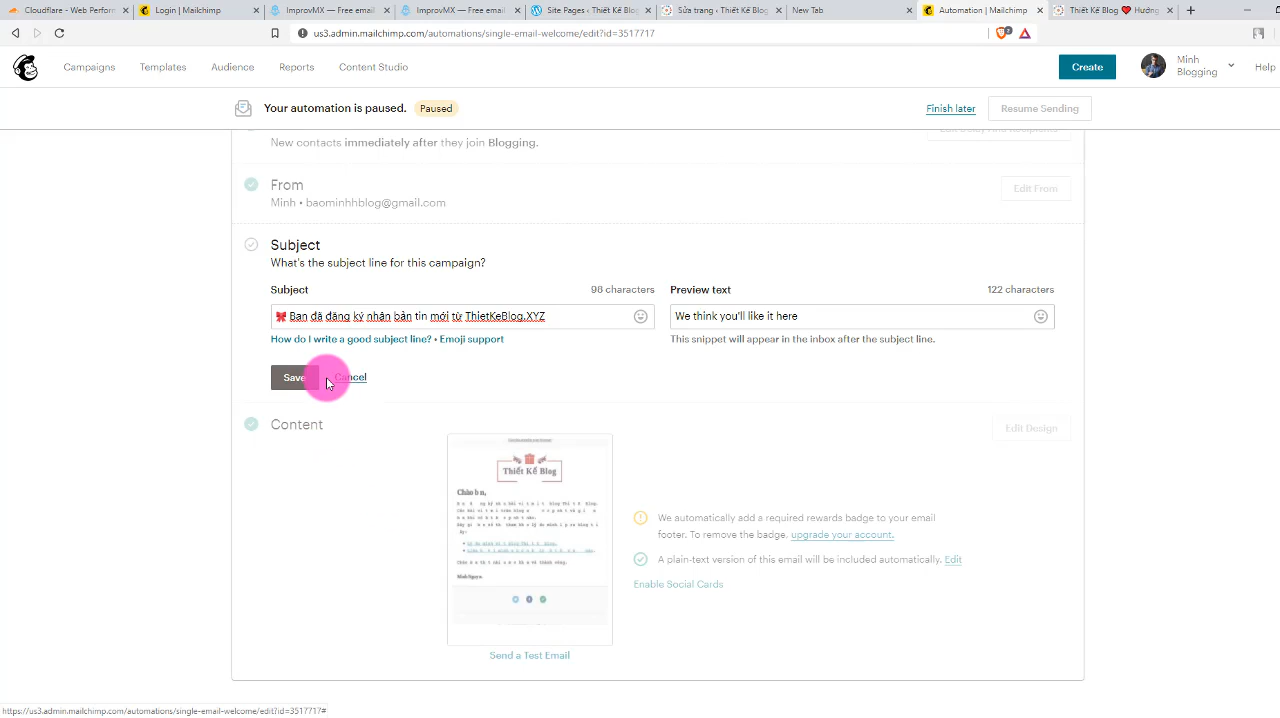 Cloudflare - Web Perform
Login | Mailchimp
ImprovMX — Free email
ImprovMX — Free email
Site Pages ‹ Thiết Kế Blog
Sửa trang ‹ Thiết Kế Blog
New Tab
Automation | Mailchimp
Thiết Kế Blog ❤️ Hướng
us3.admin.mailchimp.com/automations/single-email-welcome/edit?id=3517717
Campaigns
Templates
Audience
Reports
Content Studio
Create
Minh
Blogging
Help
Your automation is paused.
Paused
Finish later
Resume Sending
New contacts immediately after they join Blogging.
From
Minh • baominhhblog@gmail.com
Edit From
Subject
What's the subject line for this campaign?
Subject
98 characters
Preview text
122 characters
🎀 Bạn đã đăng ký nhận bản tin mới từ ThietKeBlog.XYZ
We think you'll like it here
How do I write a good subject line? • Emoji support
This snippet will appear in the inbox after the subject line.
Save
Cancel
Content
Edit Design
Thiết Kế Blog
We automatically add a required rewards badge to your email
footer. To remove the badge, upgrade your account.
A plain-text version of this email will be included automatically. Edit
Enable Social Cards
Send a Test Email
https://us3.admin.mailchimp.com/automations/single-email-welcome/edit?id=3517717#